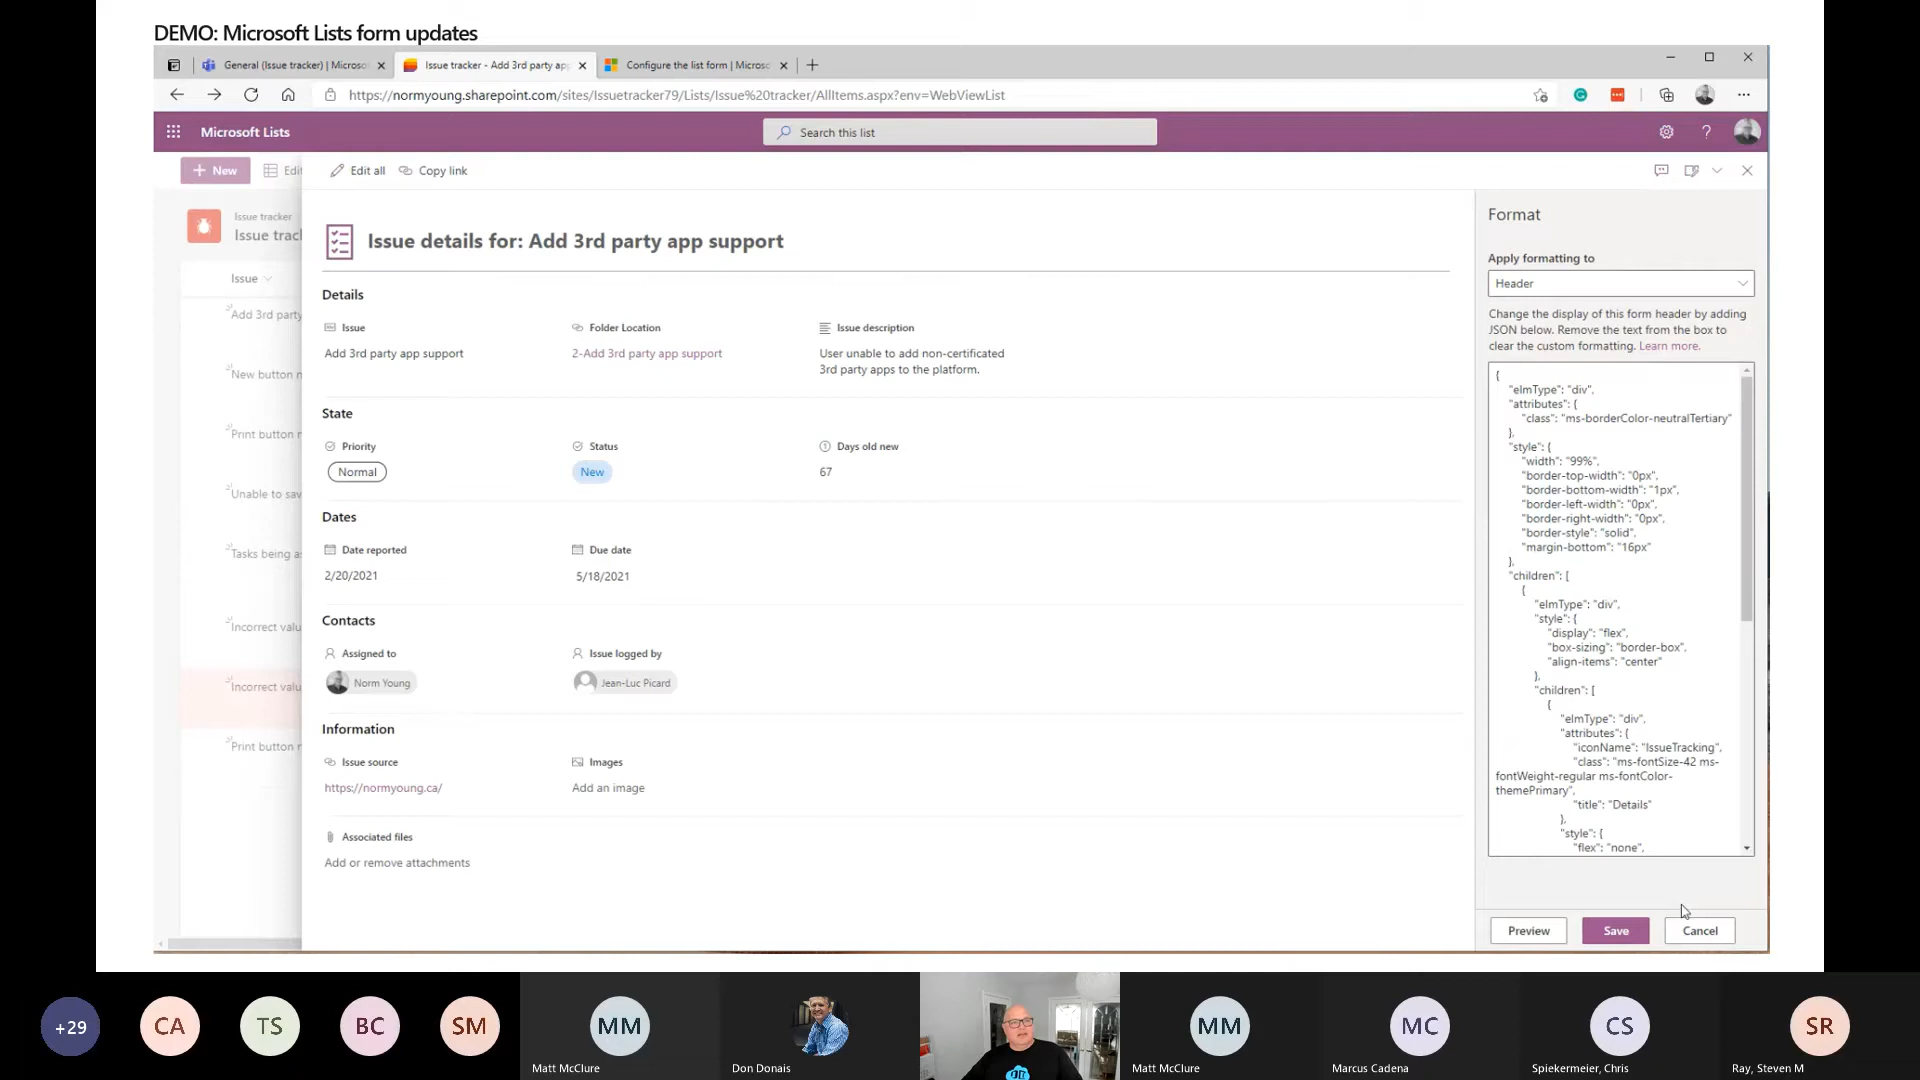 DEMO: Microsoft Lists form updates
General (Issue tracker) | Microso
Issue tracker - Add 3rd party app
Configure the list form | Microso
https://normyoung.sharepoint.com/sites/Issuetracker79/Lists/Issue%20tracker/AllItems.aspx?env=WebViewList
Microsoft Lists
Search this list
New
Edit
Edit all
Copy link
Issue tracker
Issue trac
Issue
Add 3rd party
New button n
Print button n
Unable to sav
Tasks being a
Incorrect valu
Incorrect valu
Print button n
Issue details for: Add 3rd party app support
Details
Issue
Folder Location
Issue description
Add 3rd party app support
2-Add 3rd party app support
User unable to add non-certificated
3rd party apps to the platform.
State
Priority
Status
Days old new
Normal
New
67
Dates
Date reported
Due date
2/20/2021
5/18/2021
Contacts
Assigned to
Issue logged by
Norm Young
Jean-Luc Picard
Information
Issue source
Images
https://normyoung.ca/
Add an image
Associated files
Add or remove attachments
Format
Apply formatting to
Header
Change the display of this form header by adding
JSON below. Remove the text from the box to
clear the custom formatting. Learn more.
{
"elmType": "div",
"attributes": {
"class": "ms-borderColor-neutralTertiary"
},
"style": {
"width": "99%",
"border-top-width": "0px",
"border-bottom-width": "1px",
"border-left-width": "0px",
"border-right-width": "0px",
"border-style": "solid",
"margin-bottom": "16px"
},
"children": [
{
"elmType": "div",
"style": {
"display": "flex",
"box-sizing": "border-box",
"align-items": "center"
},
"children": [
{
"elmType": "div",
"attributes": {
"iconName": "IssueTracking",
"class": "ms-fontSize-42 ms-
fontWeight-regular ms-fontColor-
themePrimary",
"title": "Details"
},
"style": {
"flex": "none",
Preview
Save
Cancel
+29
CA
TS
BC
SM
MM
MM
MC
CS
SR
Matt McClure
Don Donais
Matt McClure
Marcus Cadena
Spiekermeier, Chris
Ray, Steven M